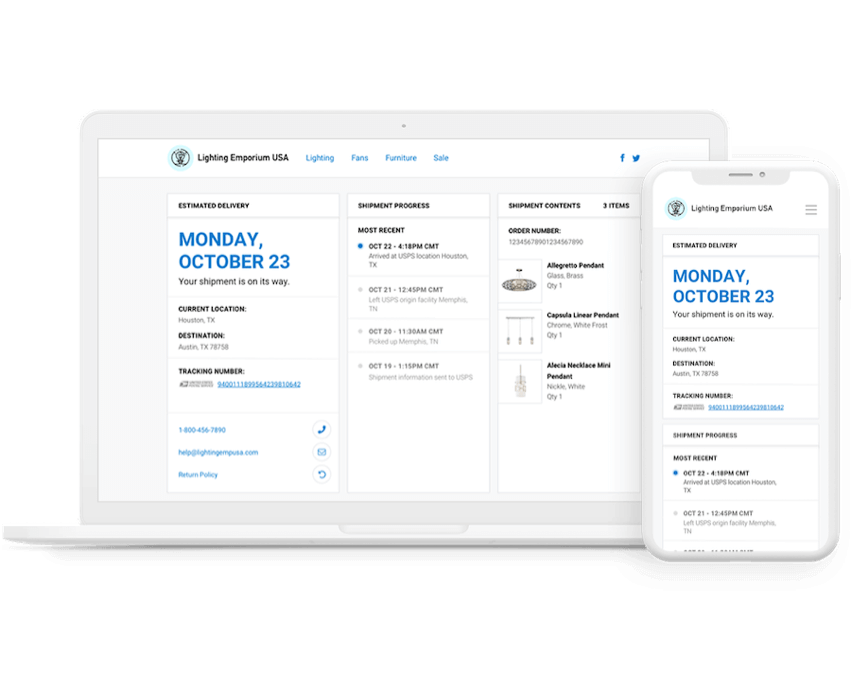 Lighting Emporium USA
Lighting
Fans
Furniture
Sale
ESTIMATED DELIVERY
MONDAY,
OCTOBER 23
Your shipment is on its way.
CURRENT LOCATION:
Houston, TX
DESTINATION:
Austin, TX 78758
TRACKING NUMBER:
9400111899564239810642
1-800-456-7890
help@lightingempusa.com
Return Policy
SHIPMENT PROGRESS
MOST RECENT
OCT 22 - 4:18PM CMT
Arrived at USPS location Houston,
TX
OCT 21 - 12:45PM CMT
Left USPS origin facility Memphis,
TN
OCT 20 - 11:30AM CMT
Picked up Memphis, TN
OCT 19 - 1:15PM CMT
Shipment information sent to USPS
SHIPMENT CONTENTS
3 ITEMS
ORDER NUMBER:
12345678901234567890
Allegretto Pendant
Glass, Brass
Qty 1
Capsula Linear Pendant
Chrome, White Frost
Qty 1
Alecia Necklace Mini
Pendant
Nickle, White
Qty 1
Lighting Emporium USA
ESTIMATED DELIVERY
MONDAY,
OCTOBER 23
Your shipment is on its way.
CURRENT LOCATION:
Houston, TX
DESTINATION:
Austin, TX 78758
TRACKING NUMBER:
9400111899564239810642
SHIPMENT PROGRESS
MOST RECENT
OCT 22 - 4:18PM CMT
Arrived at USPS location Houston,
TX
OCT 21 - 12:45PM CMT
Left USPS origin facility Memphis,
TN